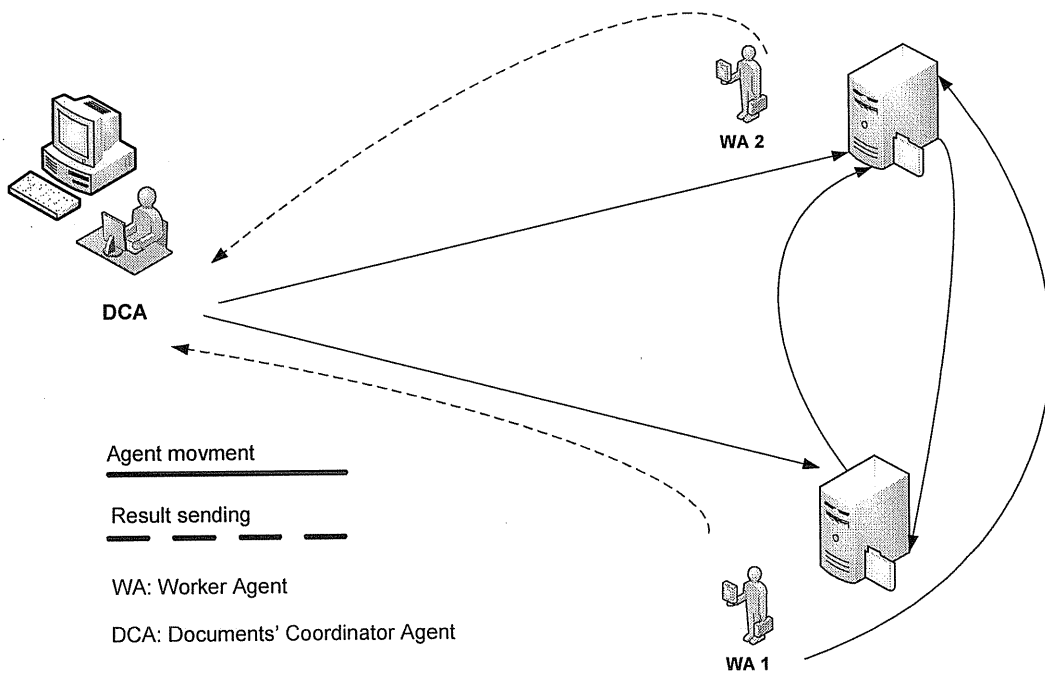 WA 2
DCA
Agent movment
Result sending
WA: Worker Agent
DCA: Documents' Coordinator Agent
WA 1